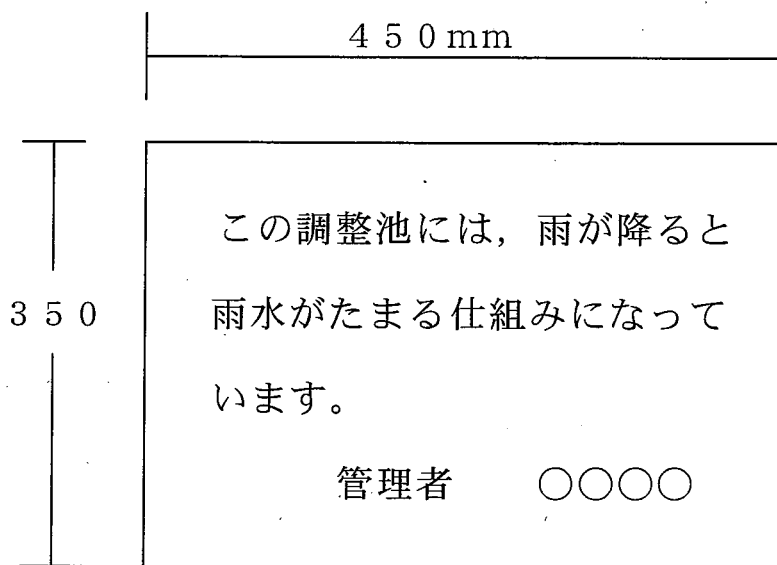 ４５０mm
３５０
この調整池には，雨が降ると
雨水がたまる仕組みになって
います。
管理者　○○○○